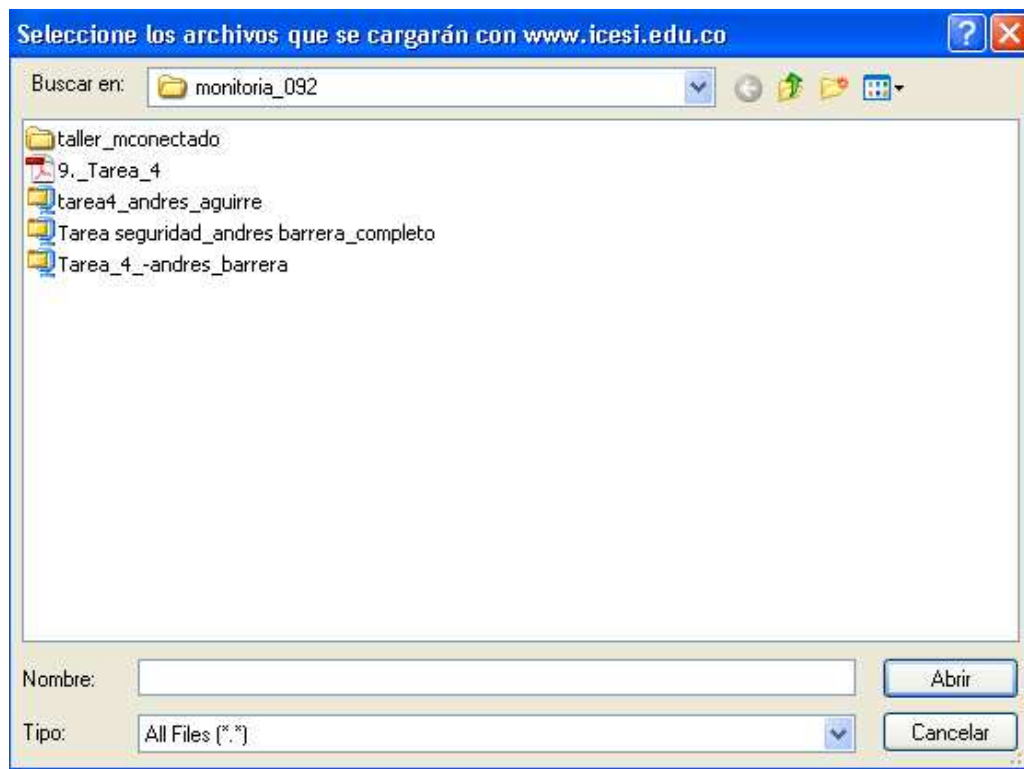 Seleccione los archivos que se cargarán con www.icesi.edu.co
Buscar en: monitoria_092
taller_mconectado
9._Tarea_4
tarea4_andres_aguirre
Tarea seguridad_andres barrera_completo
Tarea_4_-andres_barrera
Nombre: Abrir
Tipo: All Files (*.*) Cancelar